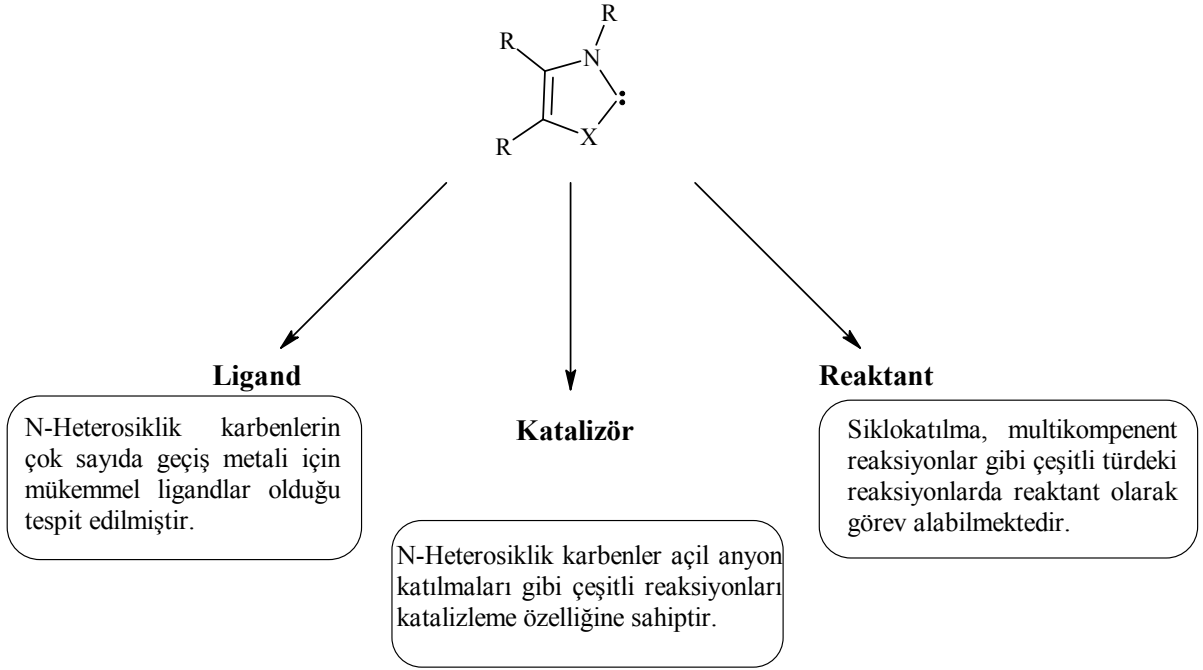 R
R
N
:
R
X
Ligand
N-Heterosiklik karbenlerin
çok sayıda geçiş metali için
mükemmel ligandlar olduğu
tespit edilmiştir.
Katalizör
N-Heterosiklik karbenler açil anyon
katılmaları gibi çeşitli reaksiyonları
katalizleme özelliğine sahiptir.
Reaktant
Siklokatılma, multikompenent
reaksiyonlar gibi çeşitli türdeki
reaksiyonlarda reaktant olarak
görev alabilmektedir.